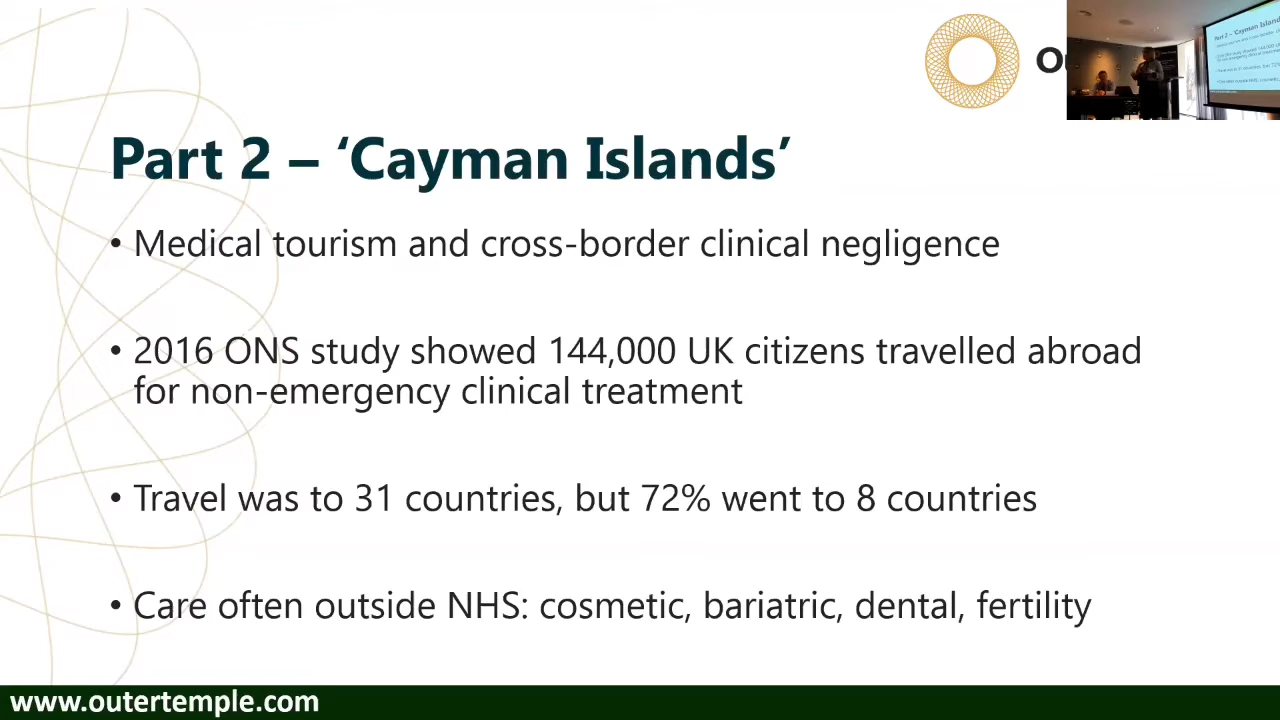 Part 2 – ‘Cayman Islands’
• Medical tourism and cross-border clinical negligence
• 2016 ONS study showed 144,000 UK citizens travelled abroad
for non-emergency clinical treatment
• Travel was to 31 countries, but 72% went to 8 countries
• Care often outside NHS: cosmetic, bariatric, dental, fertility
www.outertemple.com